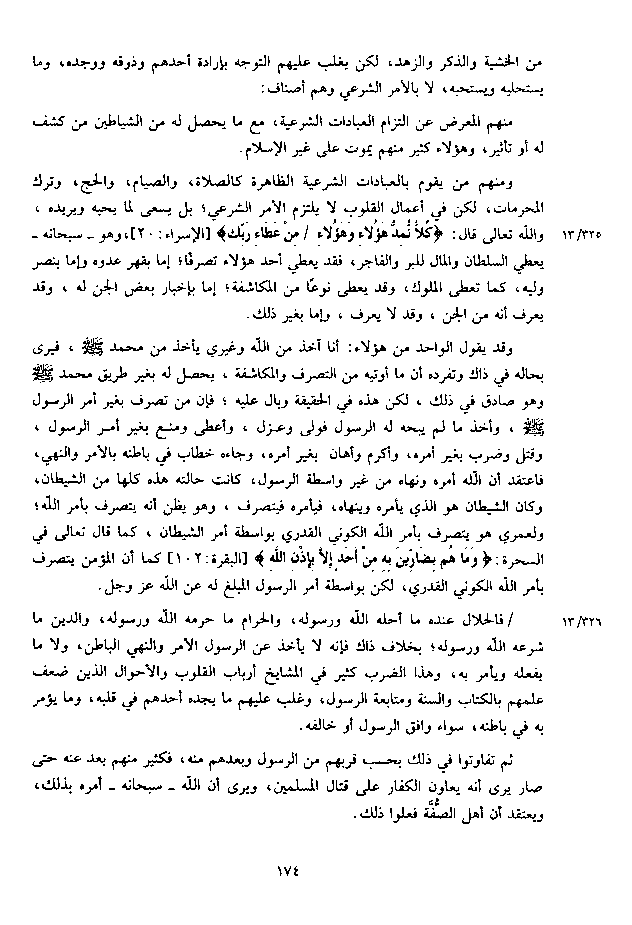 من الخشية والذكر والزهد، لكن يغلب عليهم التوجه بإرادة أحدهم وذوقه ووجده، وما
يستحليه ويستحبه، لا بالأمر الشرعي وهم أصناف:
منهم المعرض عن التزام العبادات الشرعية، مع ما يحصل له من الشياطين من كشف
له أو تأثير، وهؤلاء كثير منهم يموت على غير الإسلام.
ومنهم من يقوم بالعبادات الشرعية الظاهرة كالصلاة، والصيام، والحج، وترك
المحرمات، لكن في أعمال القلوب لا يلتزم الأمر الشرعي؛ بل يسعى لما يحبه ويريده ،
١٣/٣٢٥ والله تعالى قال: ﴿كُلاًّ نُّمِدُّ هَؤُلاءِ وَهَؤُلاءِ / مِنْ عَطَاءِ رَبِّكَ﴾ [الإسراء: ٢٠]،وهو ـ سبحانه ـ
يعطي السلطان والمال للبر والفاجر، فقد يعطي أحد هؤلاء تصرفًا؛ إما بقهر عدوه وإما بنصر
وليه، كما تعطى الملوك، وقد يعطى نوعًا من المكاشفة؛ إما بإخبار بعض الجن له ، وقد
يعرف أنه من الجن ، وقد لا يعرف ، وإما بغير ذلك.
وقد يقول الواحد من هؤلاء: أنا آخذ من الله وغيري يأخذ من محمد ﷺ ، فيرى
بحاله في ذاك وتفرده أن ما أوتيه من التصرف والمكاشفة ، يحصل له بغير طريق محمد ﷺ
وهو صادق في ذلك ، لكن هذه في الحقيقة وبال عليه ؛ فإن من تصرف بغير أمر الرسول
ﷺ ، وأخذ ما لم يبحه له الرسول فولى وعزل ، وأعطى ومنع بغير أمر الرسول ،
وقتل وضرب بغير أمره، وأكرم وأهان بغير أمره، وجاءه خطاب في باطنه بالأمر والنهي،
فاعتقد أن الله أمره ونهاه من غير واسطة الرسول، كانت حالته هذه كلها من الشيطان،
وكان الشيطان هو الذي يأمره وينهاه، فيأمره فيتصرف ، وهو يظن أنه يتصرف بأمر الله؛
ولعمري هو يتصرف بأمر الله الكوني القدري بواسطة أمر الشيطان ، كما قال تعالى في
السحرة: ﴿ وَمَا هُم بِضَارِّينَ بِهِ مِنْ أَحَدٍ إِلاَّ بِإِذْنِ اللَّهِ ﴾ [البقرة:١٠٢] كما أن المؤمن يتصرف
بأمر الله الكوني القدري، لكن بواسطة أمر الرسول المبلغ له عن الله عز وجل.
١٣/٣٢٦ / فالحلال عنده ما أحله الله ورسوله، والحرام ما حرمه الله ورسوله، والدين ما
شرعه الله ورسوله؛ بخلاف ذاك فإنه لا يأخذ عن الرسول الأمر والنهي الباطن، ولا ما
يفعله ويأمر به، وهذا الضرب كثير في المشايخ أرباب القلوب والأحوال الذين ضعف
علمهم بالكتاب والسنة ومتابعة الرسول، وغلب عليهم ما يجده أحدهم في قلبه، وما يؤمر
به في باطنه، سواء وافق الرسول أو خالفه.
ثم تفاوتوا في ذلك بحسب قربهم من الرسول وبعدهم منه، فكثير منهم بعد عنه حتى
صار يرى أنه يعاون الكفار على قتال المسلمين، ويرى أن الله ـ سبحانه ـ أمره بذلك،
ويعتقد أن أهل الصُّفَّة فعلوا ذلك.
١٧٤